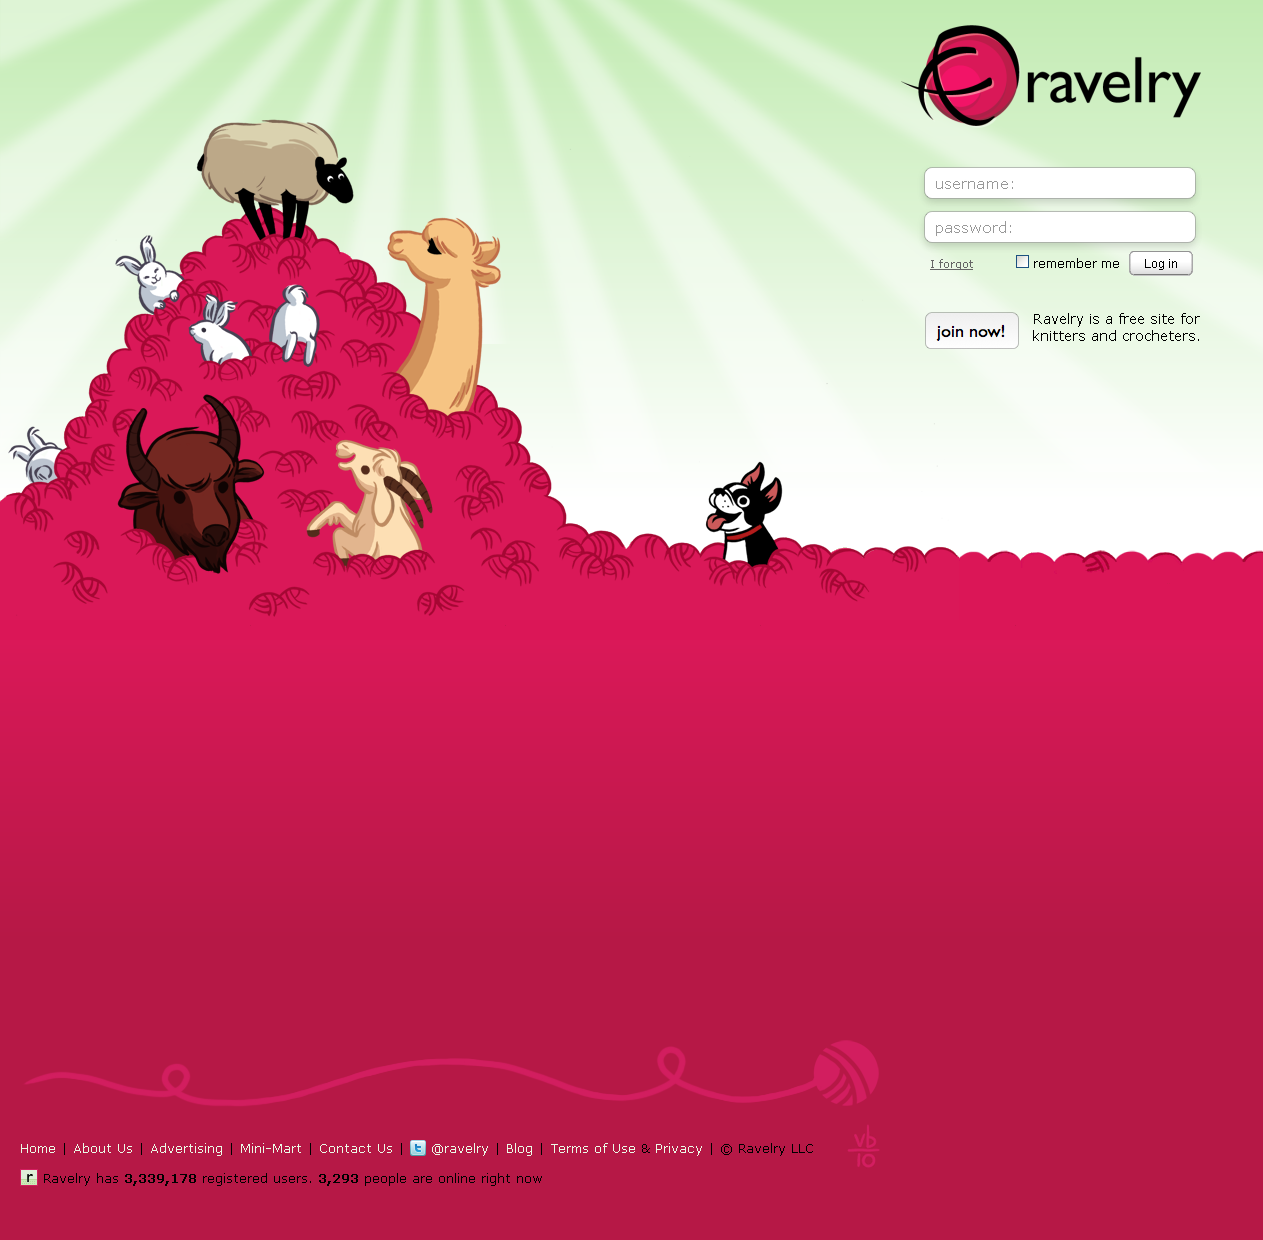 ravelry
username:
password:
I forgot remember me Log in
join now! Ravelry is a free site for
knitters and crocheters.
Home | About Us | Advertising | Mini-Mart | Contact Us | t @ravelry | Blog | Terms of Use & Privacy | © Ravelry LLC
vb
10
r Ravelry has 3,339,178 registered users. 3,293 people are online right now